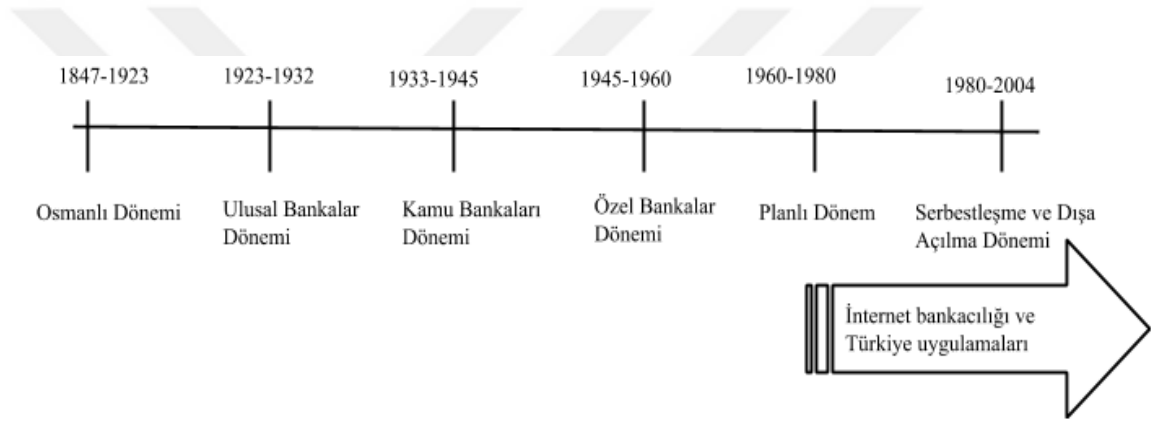 1847-1923
1923-1932
1933-1945
1945-1960
1960-1980
1980-2004
Osmanlı Dönemi
Ulusal Bankalar
Dönemi
Kamu Bankaları
Dönemi
Özel Bankalar
Dönemi
Planlı Dönem
Serbestleşme ve Dışa
Açılma Dönemi
İnternet bankacılığı ve
Türkiye uygulamaları